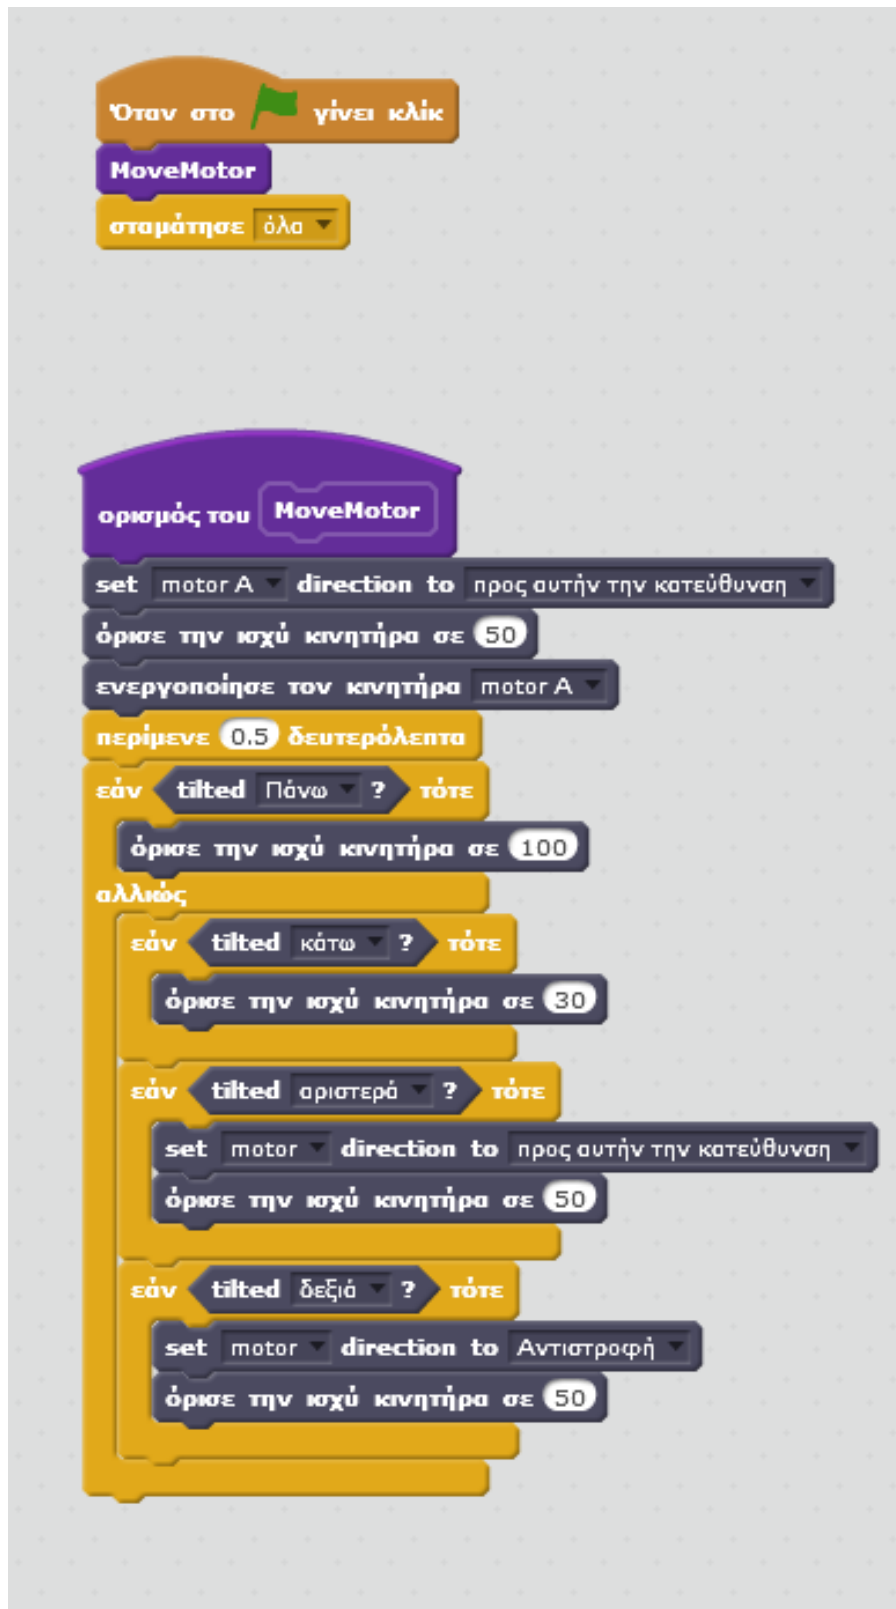 Όταν στο γίνει κλίκ
MoveMotor
σταμάτησε όλα
ορισμός του MoveMotor
set motor A direction to προς αυτήν την κατεύθυνση
όρισε την ισχύ κινητήρα σε 50
ενεργοποίησε τον κινητήρα motor A
περίμενε 0.5 δευτερόλεπτα
εάν tilted Πάνω ? τότε
όρισε την ισχύ κινητήρα σε 100
αλλιώς
εάν tilted κάτω ? τότε
όρισε την ισχύ κινητήρα σε 30
εάν tilted αριστερά ? τότε
set motor direction to προς αυτήν την κατεύθυνση
όρισε την ισχύ κινητήρα σε 50
εάν tilted δεξιά ? τότε
set motor direction to Αντιστροφή
όρισε την ισχύ κινητήρα σε 50